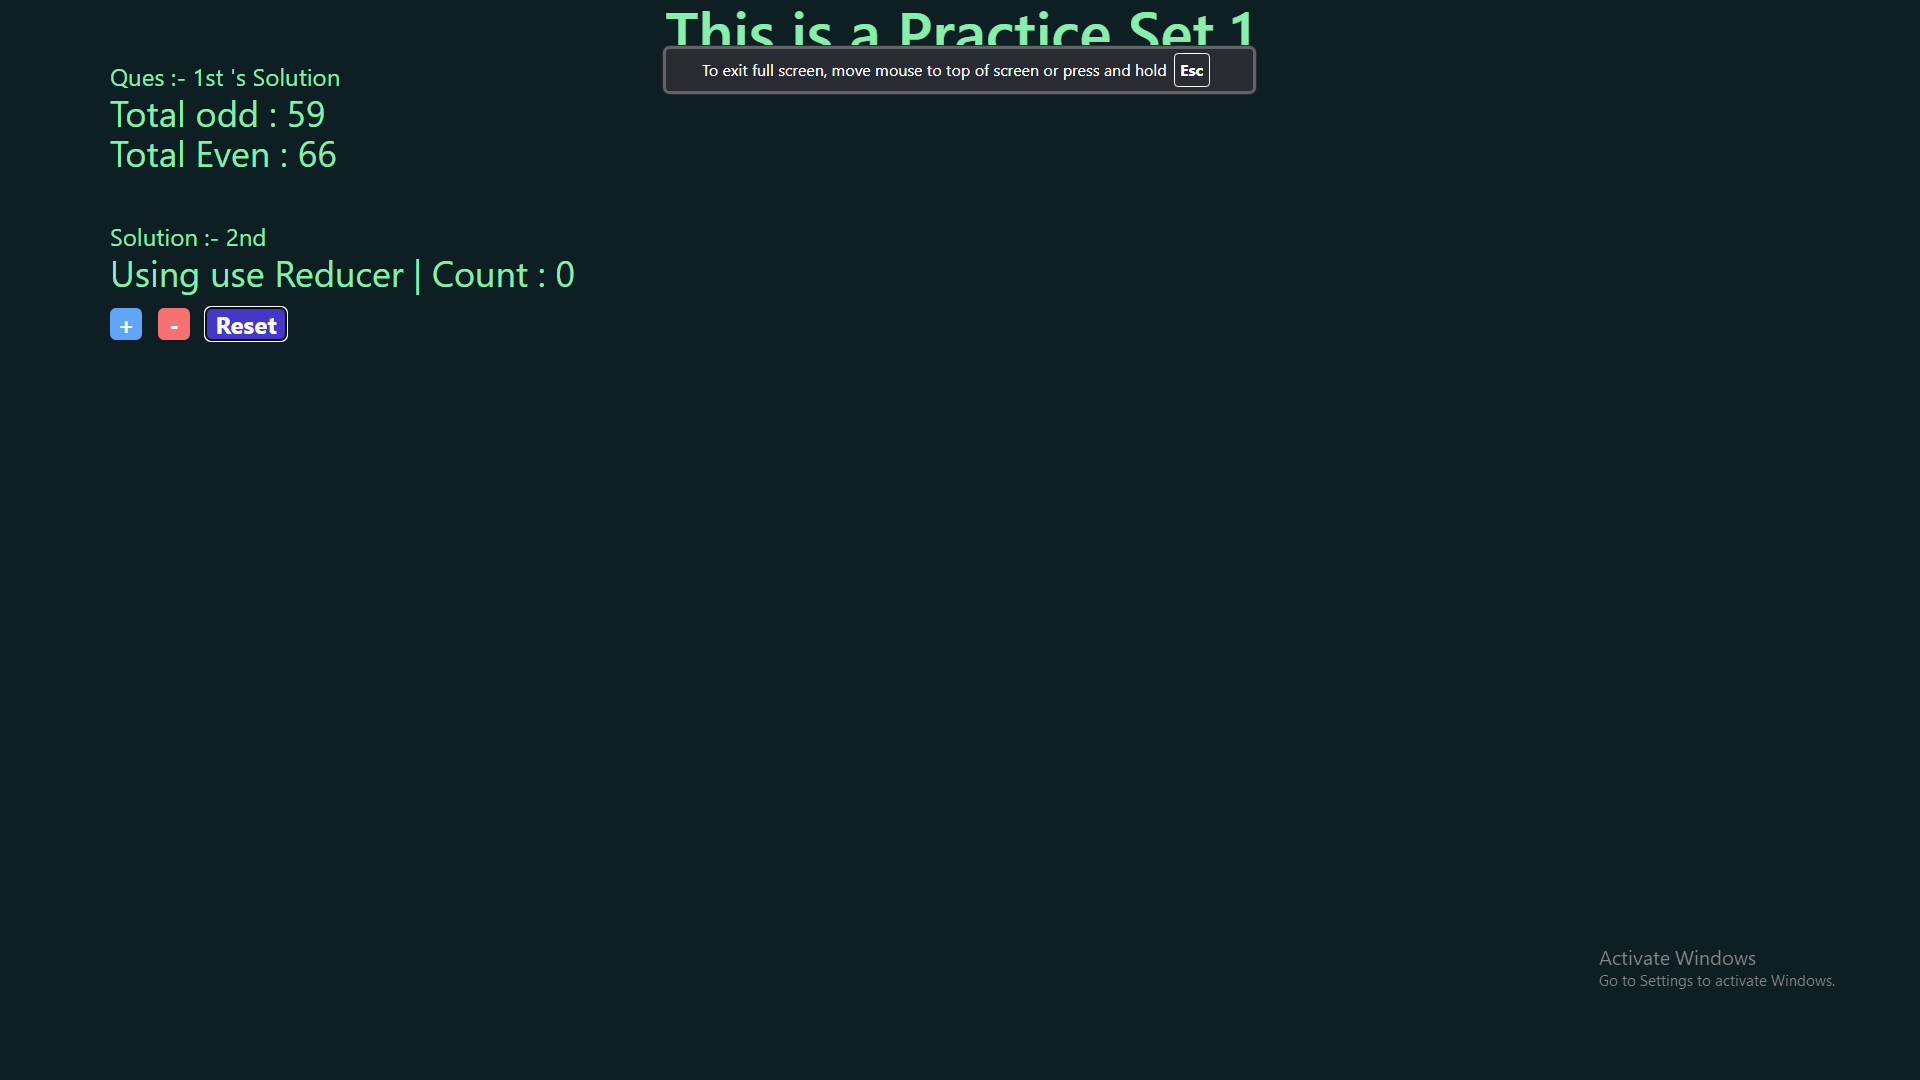 This is a Practice Set 1
To exit full screen, move mouse to top of screen or press and hold Esc
Ques :- 1st 's Solution
Total odd : 59
Total Even : 66
Solution :- 2nd
Using use Reducer | Count : 0
+ - Reset
Activate Windows
Go to Settings to activate Windows.